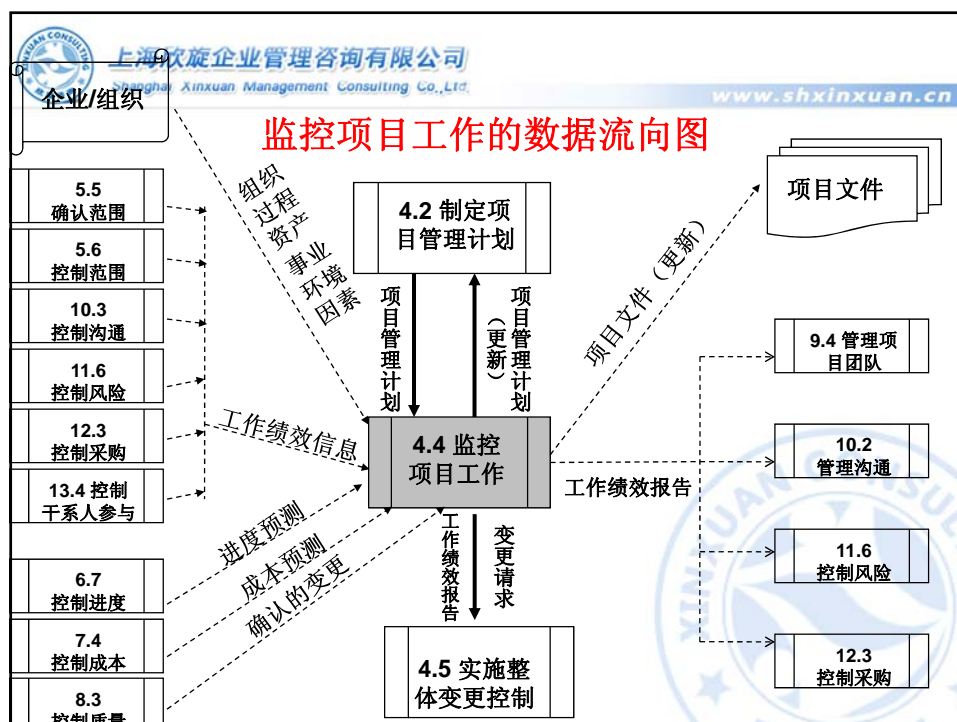 上海欣旋企业管理咨询有限公司
Shanghai Xinxuan Management Consulting Co.,Ltd.
www.shxinxuan.cn
企业/组织
监控项目工作的数据流向图
5.5
确认范围
5.6
控制范围
10.3
控制沟通
11.6
控制风险
12.3
控制采购
13.4 控制
干系人参与
6.7
控制进度
7.4
控制成本
8.3
控制质量
组织
过程
资产
事业
环境
因素
工作绩效信息
进度预测
成本预测
确认的变更
4.2 制定项
目管理计划
项目管理计划
项目管理计划
（更新）
4.4 监控
项目工作
工作绩效报告
变更请求
4.5 实施整
体变更控制
项目文件（更新）
项目文件
工作绩效报告
9.4 管理项
目团队
10.2
管理沟通
11.6
控制风险
12.3
控制采购
XUAN CONSULTING
XINXUAN CONSUL